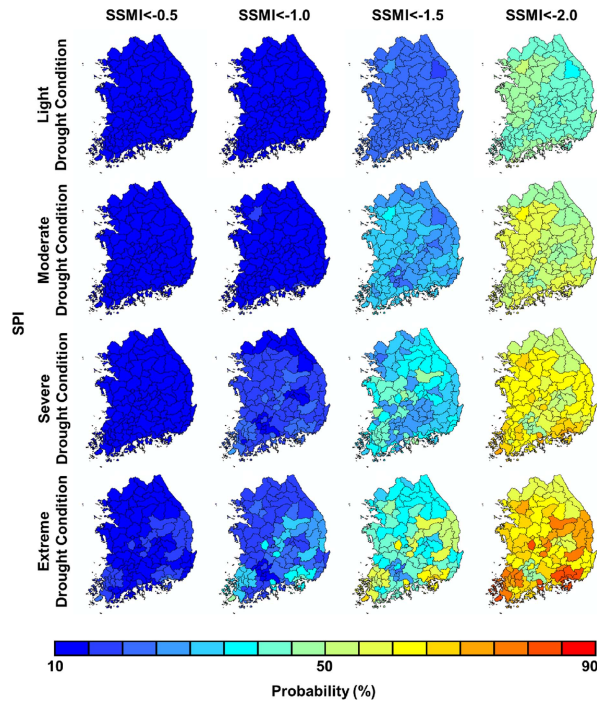 SSMI<-0.5 SSMI<-1.0 SSMI<-1.5 SSMI<-2.0
Light
Drought Condition
Moderate
Drought Condition
SPI
Severe
Drought Condition
Extreme
Drought Condition
10 50 90
Probability (%)